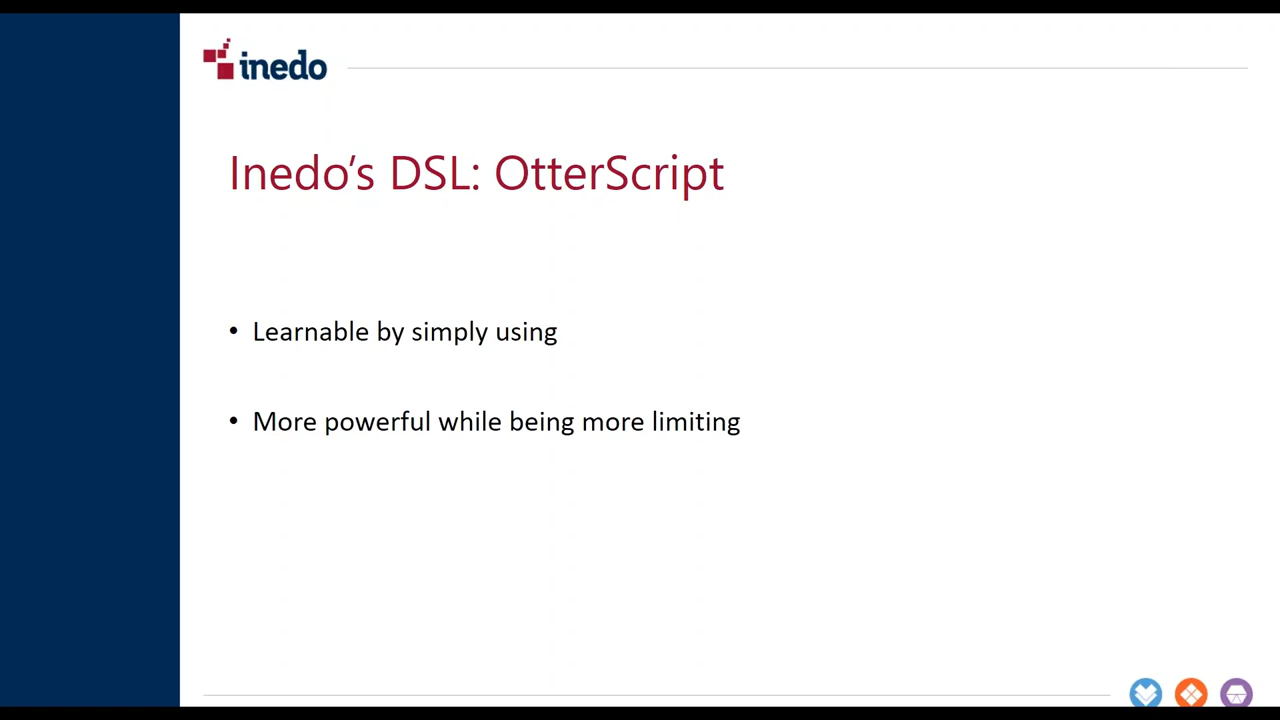 inedo
Inedo’s DSL: OtterScript
• Learnable by simply using
• More powerful while being more limiting